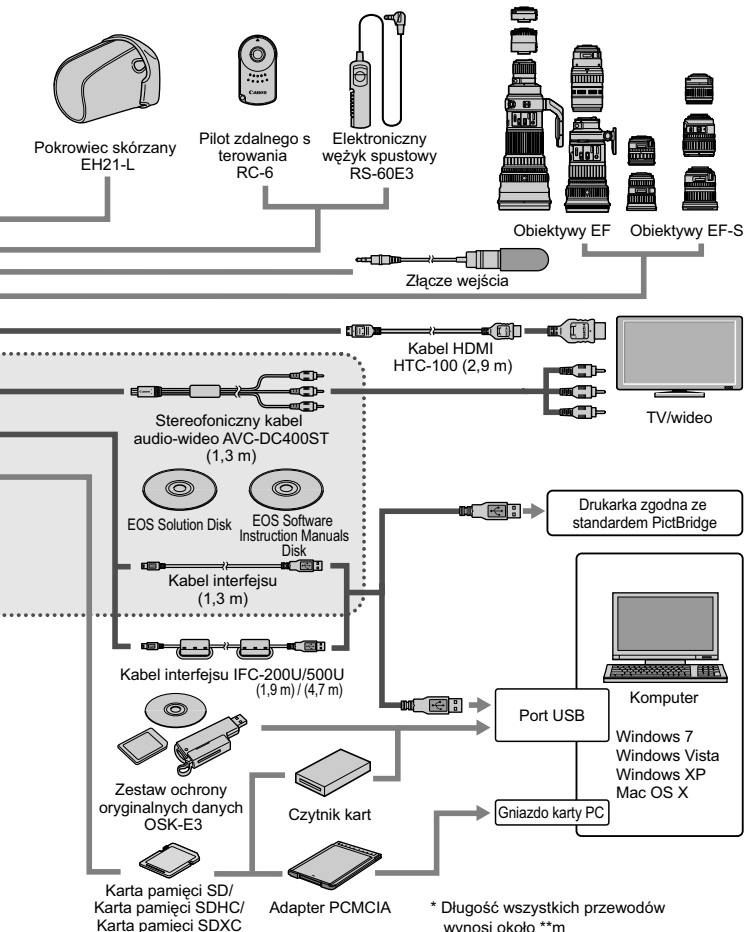 Pokrowiec skórzany
EH21-L
Canon
Pilot zdalnego s
terowania
RC-6
Elektroniczny
wężyk spustowy
RS-60E3
Obiektywy EF
Obiektywy EF-S
Złącze wejścia
Kabel HDMI
HTC-100 (2,9 m)
TV/wideo
Stereofoniczny kabel
audio-wideo AVC-DC400ST
(1,3 m)
EOS Solution Disk
EOS Software
Instruction Manuals
Disk
Drukarka zgodna ze
standardem PictBridge
Kabel interfejsu
(1,3 m)
Kabel interfejsu IFC-200U/500U
(1,9 m) / (4,7 m)
Port USB
Komputer
Windows 7
Windows Vista
Windows XP
Mac OS X
Zestaw ochrony
oryginalnych danych
OSK-E3
Czytnik kart
Gniazdo karty PC
Karta pamięci SD/
Karta pamięci SDHC/
Karta pamięci SDXC
Adapter PCMCIA
* Długość wszystkich przewodów
wynosi około **m